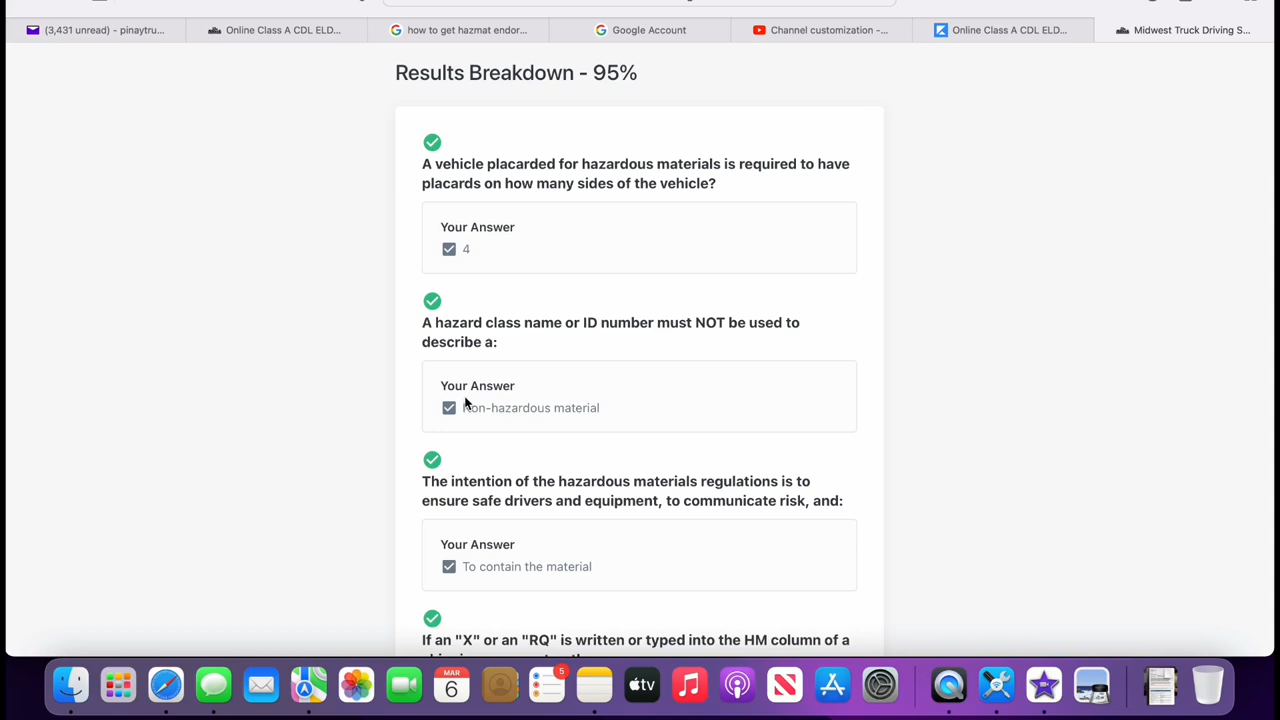 (3,431 unread) - pinaytru...
Online Class A CDL ELD...
how to get hazmat endor...
Google Account
Channel customization -...
Online Class A CDL ELD...
Midwest Truck Driving S...
Results Breakdown - 95%
A vehicle placarded for hazardous materials is required to have
placards on how many sides of the vehicle?
Your Answer
4
A hazard class name or ID number must NOT be used to
describe a:
Your Answer
Non-hazardous material
The intention of the hazardous materials regulations is to
ensure safe drivers and equipment, to communicate risk, and:
Your Answer
To contain the material
If an "X" or an "RQ" is written or typed into the HM column of a
MAR
6
5
tv